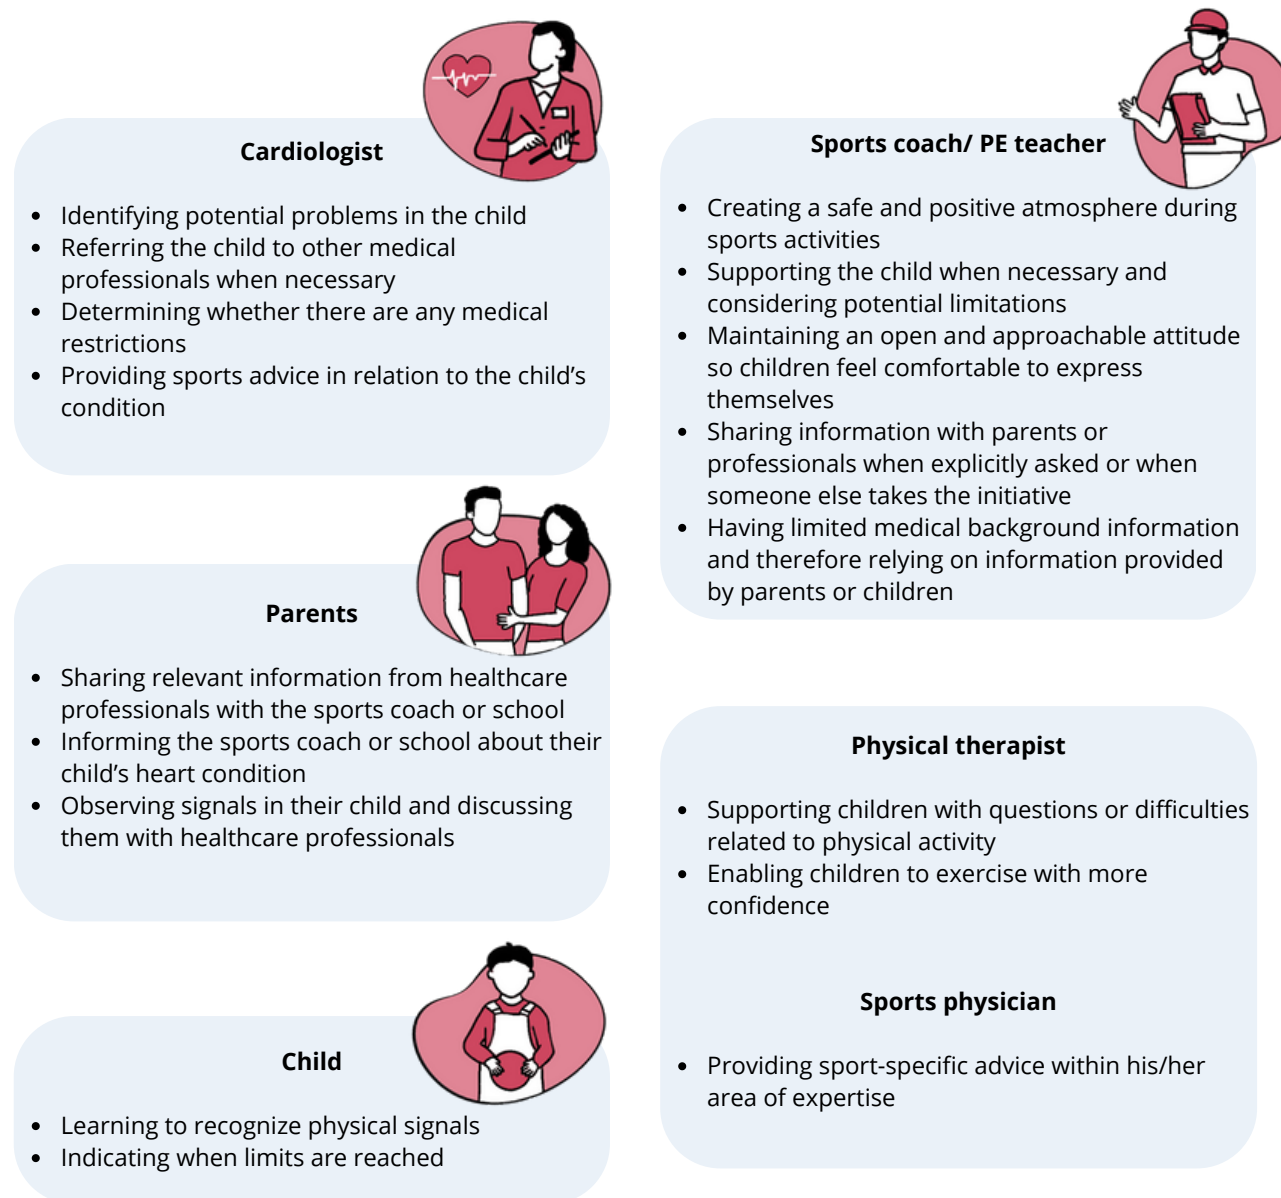 Cardiologist
• Identifying potential problems in the child
• Referring the child to other medical
professionals when necessary
• Determining whether there are any medical
restrictions
• Providing sports advice in relation to the child's
condition
Parents
• Sharing relevant information from healthcare
professionals with the sports coach or school
• Informing the sports coach or school about their
child's heart condition
• Observing signals in their child and discussing
them with healthcare professionals
Child
• Learning to recognize physical signals
• Indicating when limits are reached
Sports coach/ PE teacher
• Creating a safe and positive atmosphere during
sports activities
• Supporting the child when necessary and
considering potential limitations
• Maintaining an open and approachable attitude
so children feel comfortable to express
themselves
• Sharing information with parents or
professionals when explicitly asked or when
someone else takes the initiative
• Having limited medical background information
and therefore relying on information provided
by parents or children
Physical therapist
• Supporting children with questions or difficulties
related to physical activity
• Enabling children to exercise with more
confidence
Sports physician
• Providing sport-specific advice within his/her
area of expertise